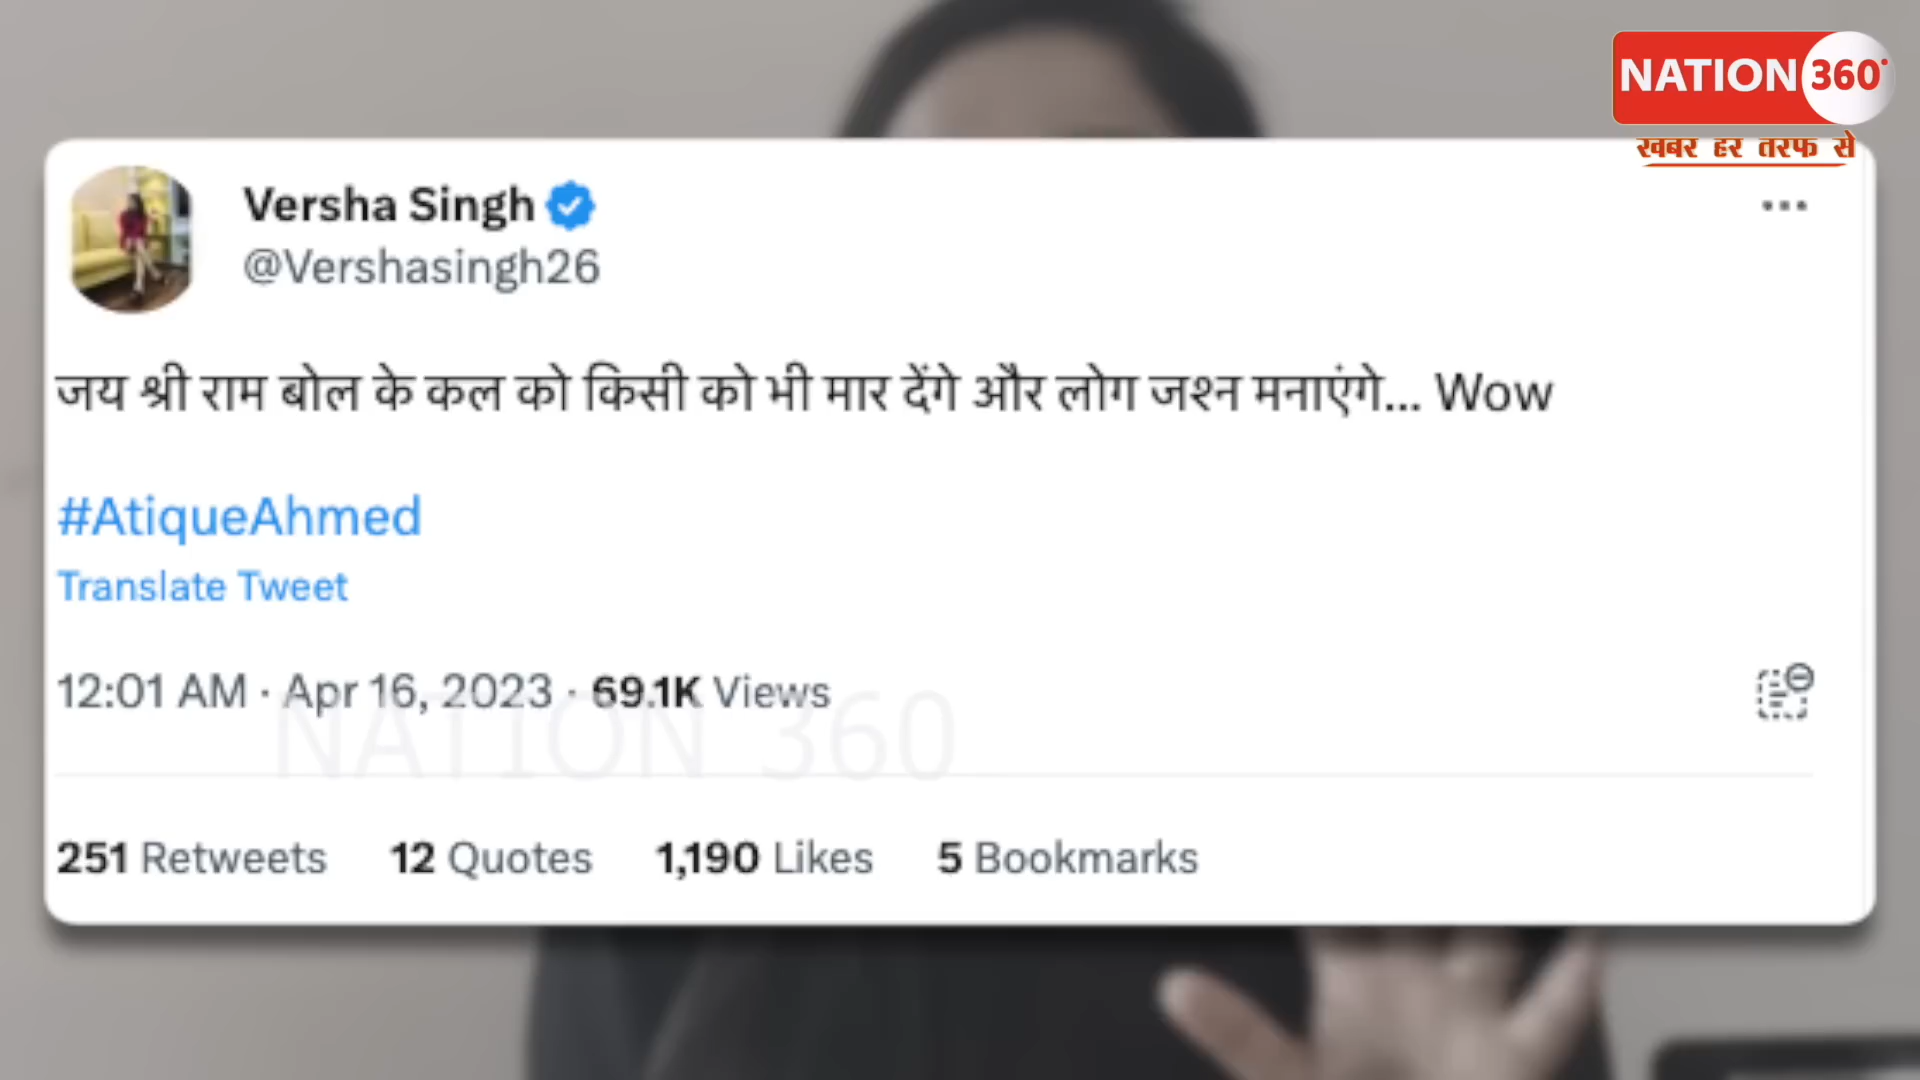 NATION 360°
खबर हर तरफ से
Versha Singh
@Vershasingh26
जय श्री राम बोल के कल को किसी को भी मार देंगे और लोग जश्न मनाएंगे... Wow
#AtiqueAhmed
Translate Tweet
12:01 AM · Apr 16, 2023 · 69.1K Views
NATION 360
251 Retweets 12 Quotes 1,190 Likes 5 Bookmarks